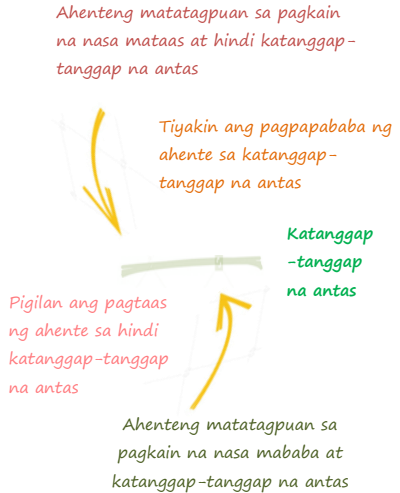 Ahenteng matatagpuan sa pagkain
na nasa mataas at hindi katanggap-
tanggap na antas
Tiyakin ang pagpapababa ng
ahente sa katanggap-
tanggap na antas
Katanggap
-tanggap
na antas
Pigilan ang pagtaas
ng ahente sa hindi
katanggap-tanggap
na antas
Ahenteng matatagpuan sa
pagkain na nasa mababa at
katanggap-tanggap na antas